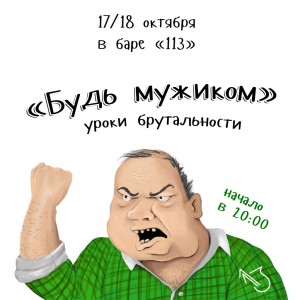 17/18 октября
в баре «113»
«Будь мужиком»
уроки брутальности
начало
в 20:00